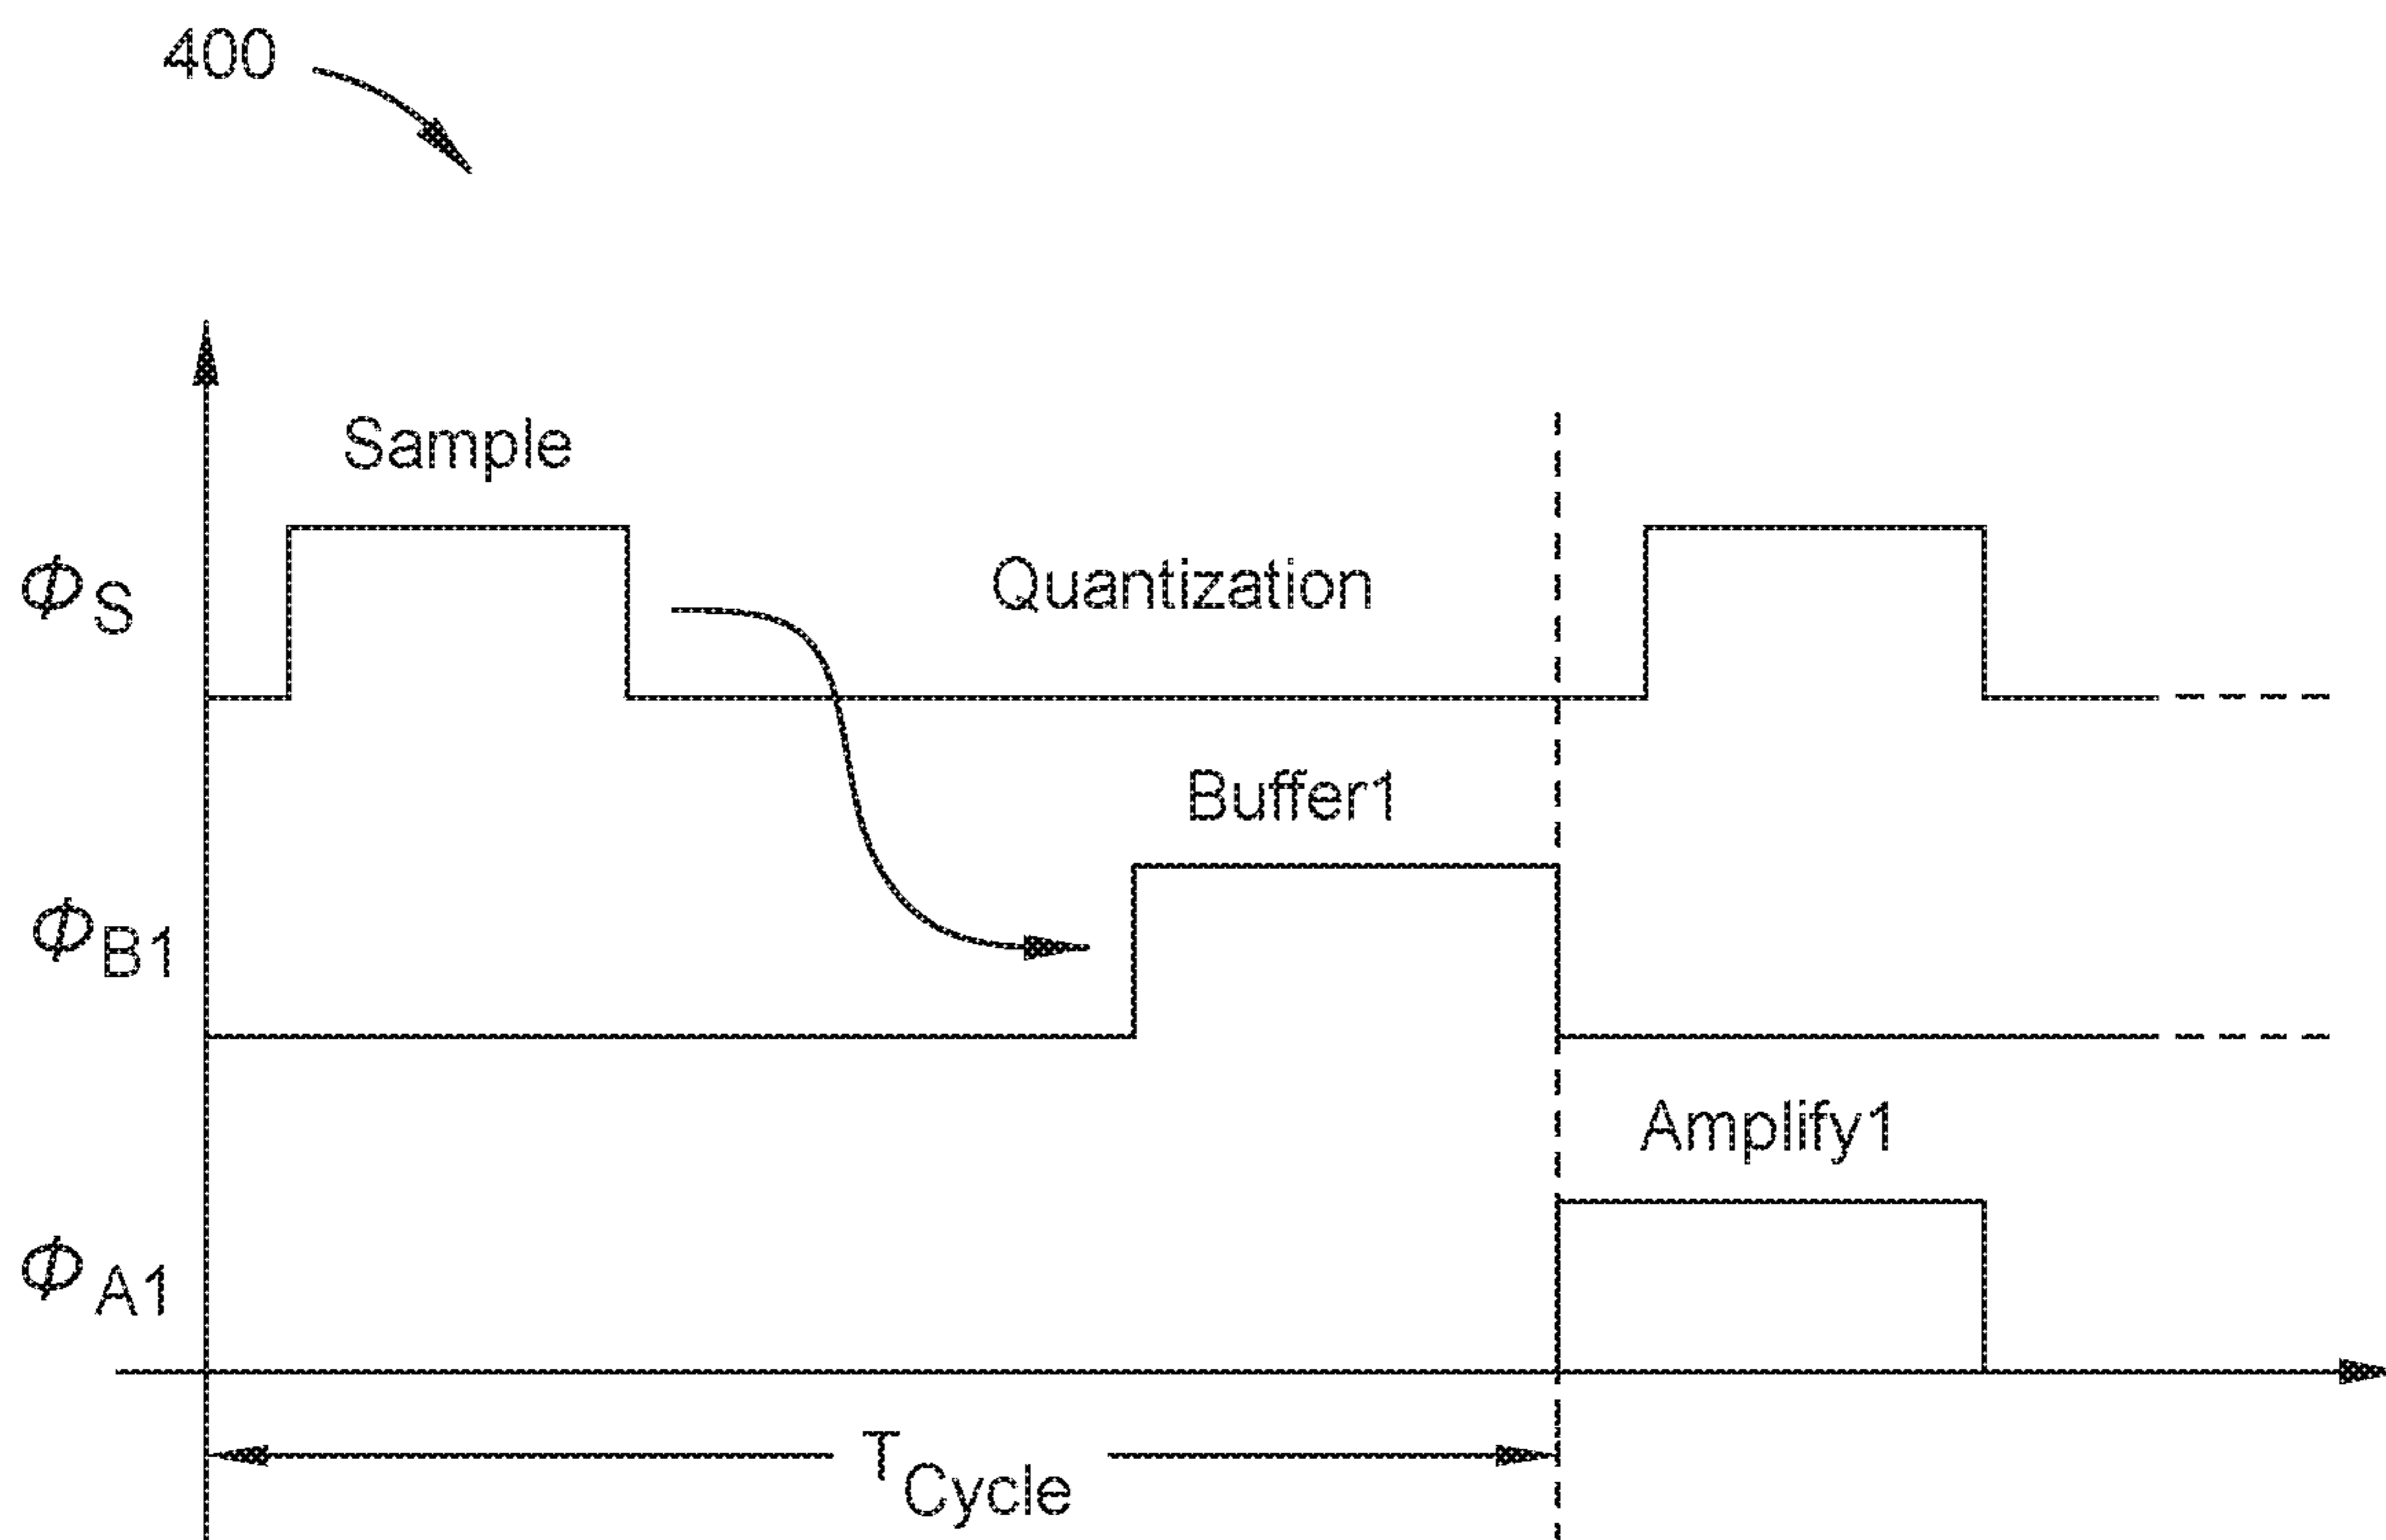 400
Sample
ΦS
Quantization
Buffer1
ΦB1
Amplify1
ΦA1
TCycle